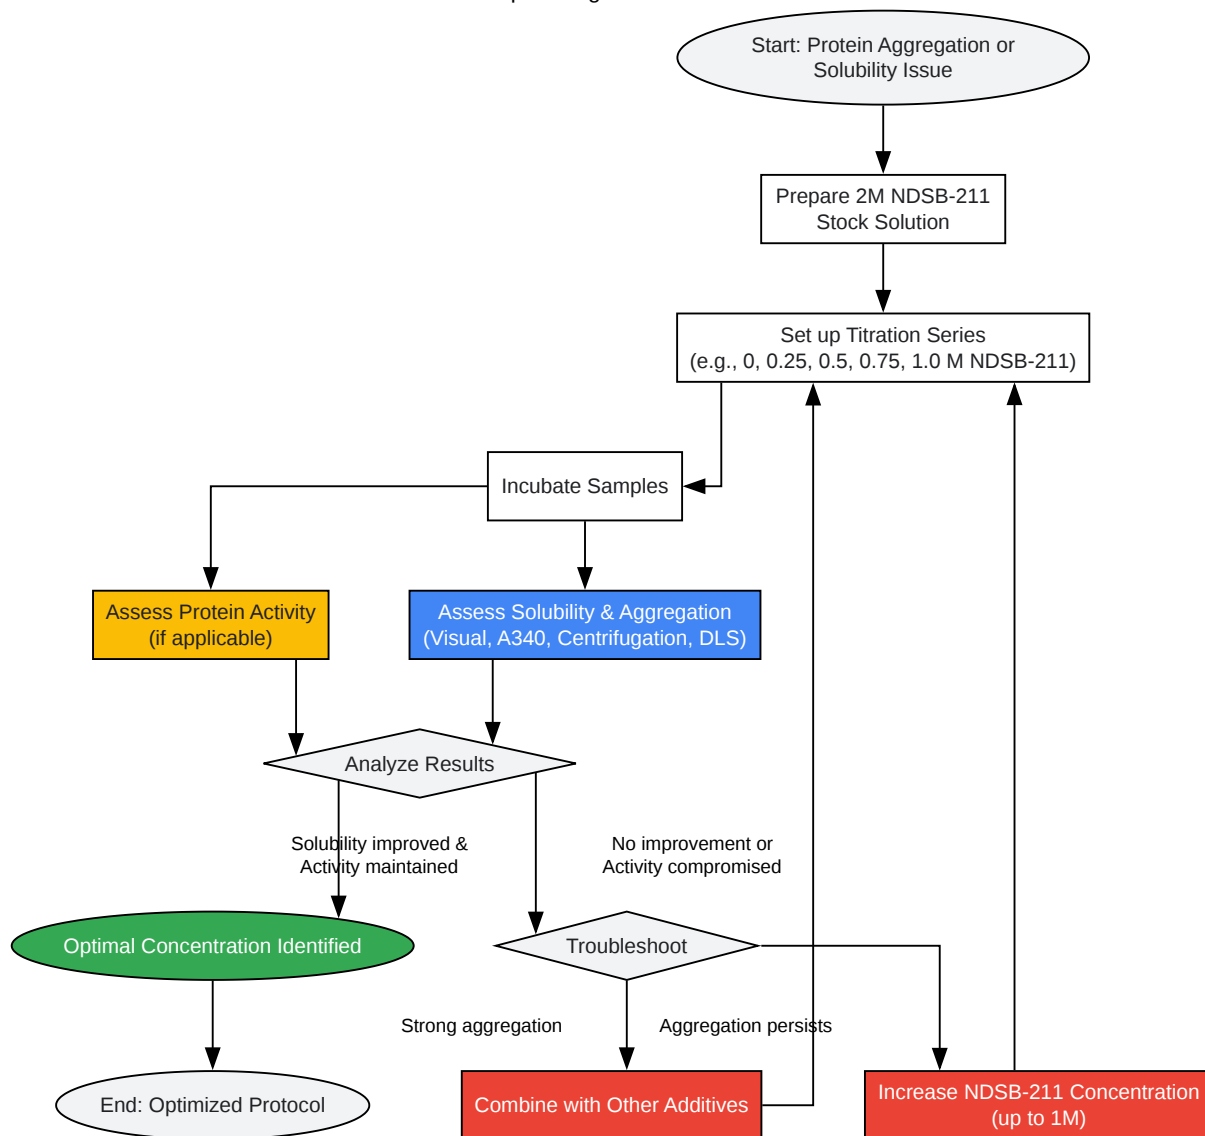 Start: Protein Aggregation or
Solubility Issue
Prepare 2M NDSB-211
Stock Solution
Set up Titration Series
(e.g., 0, 0.25, 0.5, 0.75, 1.0 M NDSB-211)
Incubate Samples
Assess Protein Activity
(if applicable)
Assess Solubility & Aggregation
(Visual, A340, Centrifugation, DLS)
Analyze Results
Solubility improved &
Activity maintained
No improvement or
Activity compromised
Optimal Concentration Identified
Troubleshoot
Strong aggregation
Aggregation persists
End: Optimized Protocol
Combine with Other Additives
Increase NDSB-211 Concentration
(up to 1M)